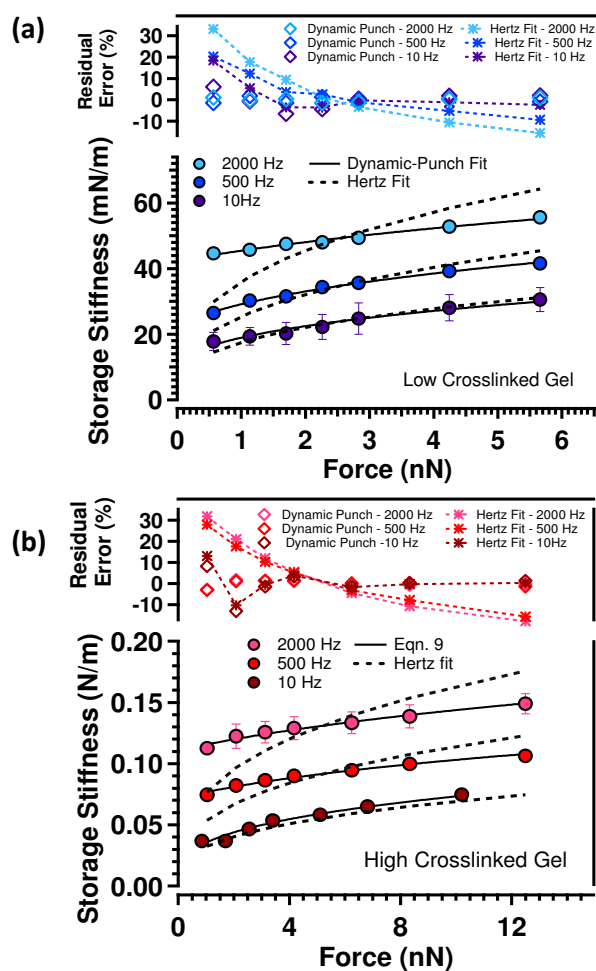 (a)
Residual
Error (%)
30
20
10
0
-10
Dynamic Punch - 2000 Hz
Dynamic Punch - 500 Hz
Dynamic Punch - 10 Hz
Hertz Fit - 2000 Hz
Hertz Fit - 500 Hz
Hertz Fit - 10 Hz
Storage Stiffness (mN/m)
60
40
20
0
2000 Hz
500 Hz
10Hz
Dynamic-Punch Fit
Hertz Fit
Low Crosslinked Gel
0 1 2 3 4 5 6
Force (nN)
(b)
Residual
Error (%)
30
20
10
0
-10
Dynamic Punch - 2000 Hz
Dynamic Punch - 500 Hz
Dynamic Punch -10 Hz
Hertz Fit - 2000 Hz
Hertz Fit - 500 Hz
Hertz Fit - 10Hz
Storage Stiffness (N/m)
0.20
0.15
0.10
0.05
0.00
2000 Hz
500 Hz
10 Hz
Eqn. 9
Hertz fit
High Crosslinked Gel
0 4 8 12
Force (nN)